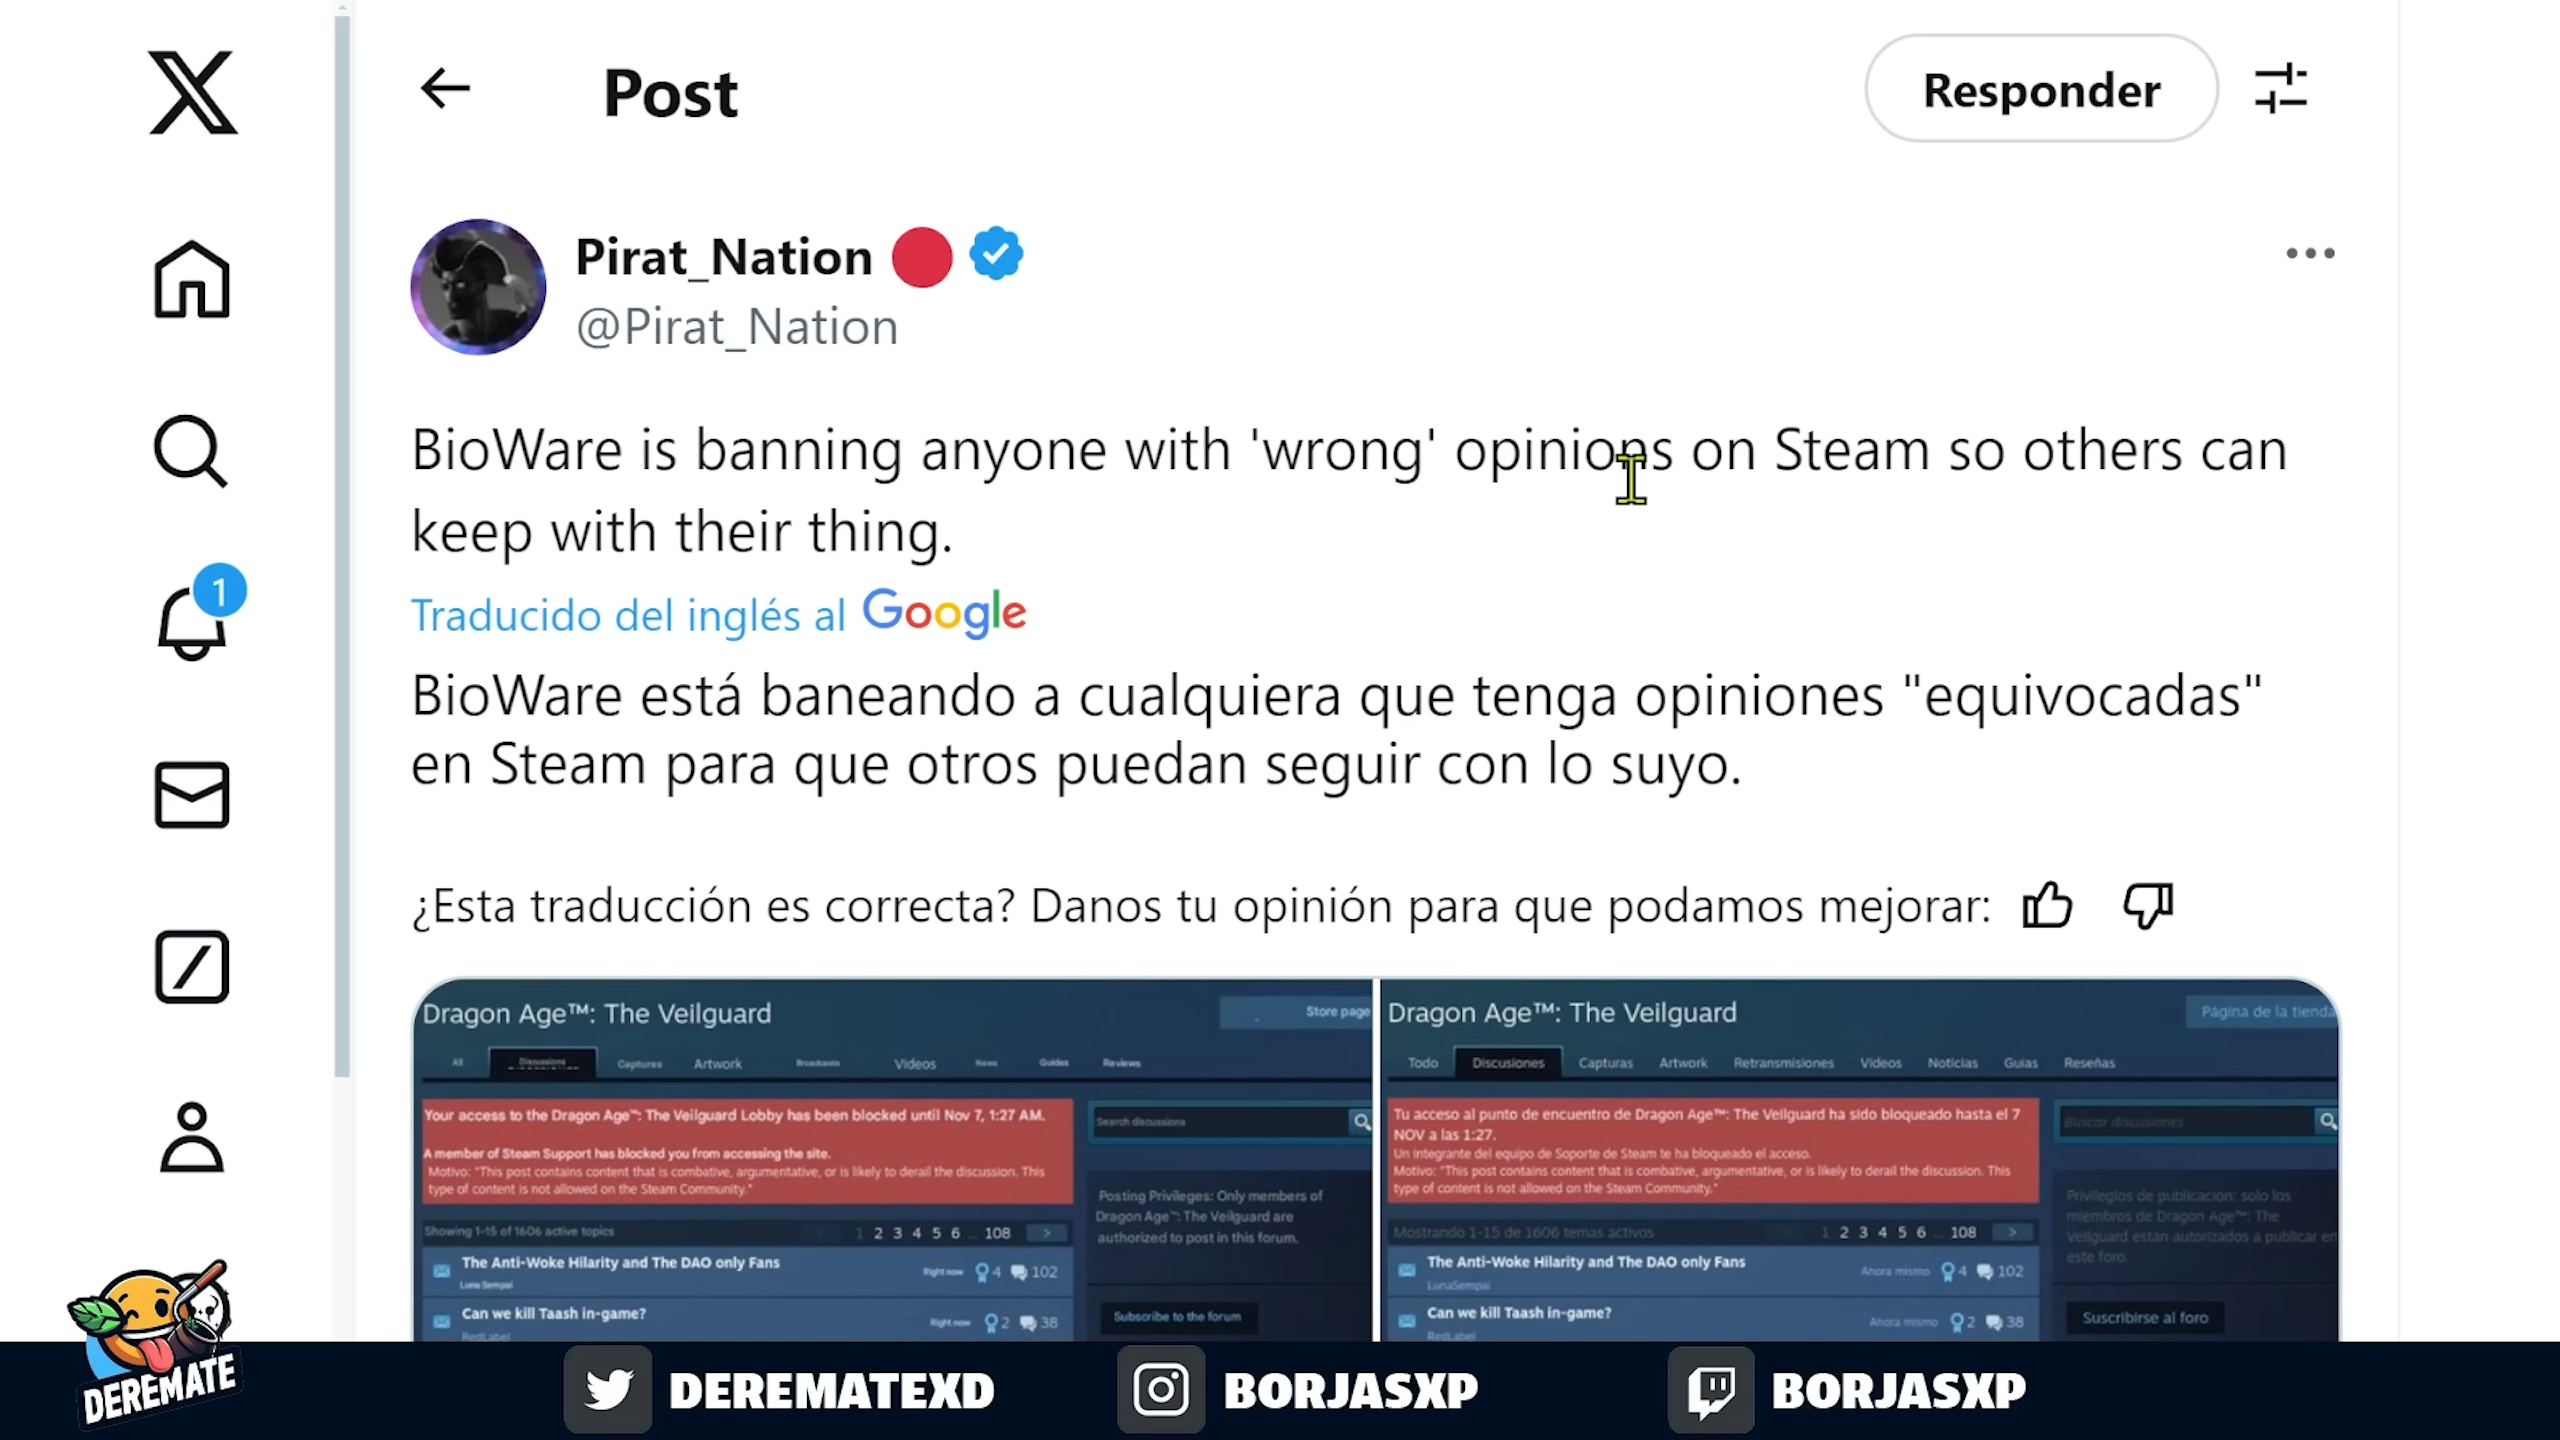 Post
Responder
Pirat_Nation
@Pirat_Nation
BioWare is banning anyone with 'wrong' opinions on Steam so others can
keep with their thing.
1
Traducido del inglés al Google
BioWare está baneando a cualquiera que tenga opiniones "equivocadas"
en Steam para que otros puedan seguir con lo suyo.
¿Esta traducción es correcta? Danos tu opinión para que podamos mejorar:
Dragon Age™: The Veilguard
Store page
All Discussions Captures Artwork Broadcasts Videos News Guides Reviews
Your access to the Dragon Age™: The Veilguard Lobby has been blocked until Nov 7, 1:27 AM.
A member of Steam Support has blocked you from accessing the site.
Motivo: "This post contains content that is combative, argumentative, or is likely to derail the discussion. This
type of content is not allowed on the Steam Community."
Search discussions
Posting Privileges: Only members of
Dragon Age™: The Veilguard are
authorized to post in this forum.
Showing 1-15 of 1606 active topics
1 2 3 4 5 6 ... 108 >
The Anti-Woke Hilarity and The DAO only Fans
Luna Sempai
Right now 4 102
Can we kill Taash in-game?
RedLabel
Right now 2 38
Subscribe to the forum
Dragon Age™: The Veilguard
Página de la tienda
Todo Discusiones Capturas Artwork Retransmisiones Vídeos Noticias Guías Reseñas
Tu acceso al punto de encuentro de Dragon Age™: The Veilguard ha sido bloqueado hasta el 7
NOV a las 1:27.
Un integrante del equipo de Soporte de Steam te ha bloqueado el acceso.
Motivo: "This post contains content that is combative, argumentative, or is likely to derail the discussion. This
type of content is not allowed on the Steam Community."
Buscar discusiones
Privilegios de publicación: solo los
miembros de Dragon Age™: The
Veilguard están autorizados a publicar en
este foro.
Mostrando 1-15 de 1606 temas activos
1 2 3 4 5 6 ... 108 >
The Anti-Woke Hilarity and The DAO only Fans
LunaSempai
Ahora mismo 4 102
Can we kill Taash in-game?
RedLabel
Ahora mismo 2 38
Suscribirse al foro
DEREMATE
DEREMATEXD
BORJASXP
BORJASXP